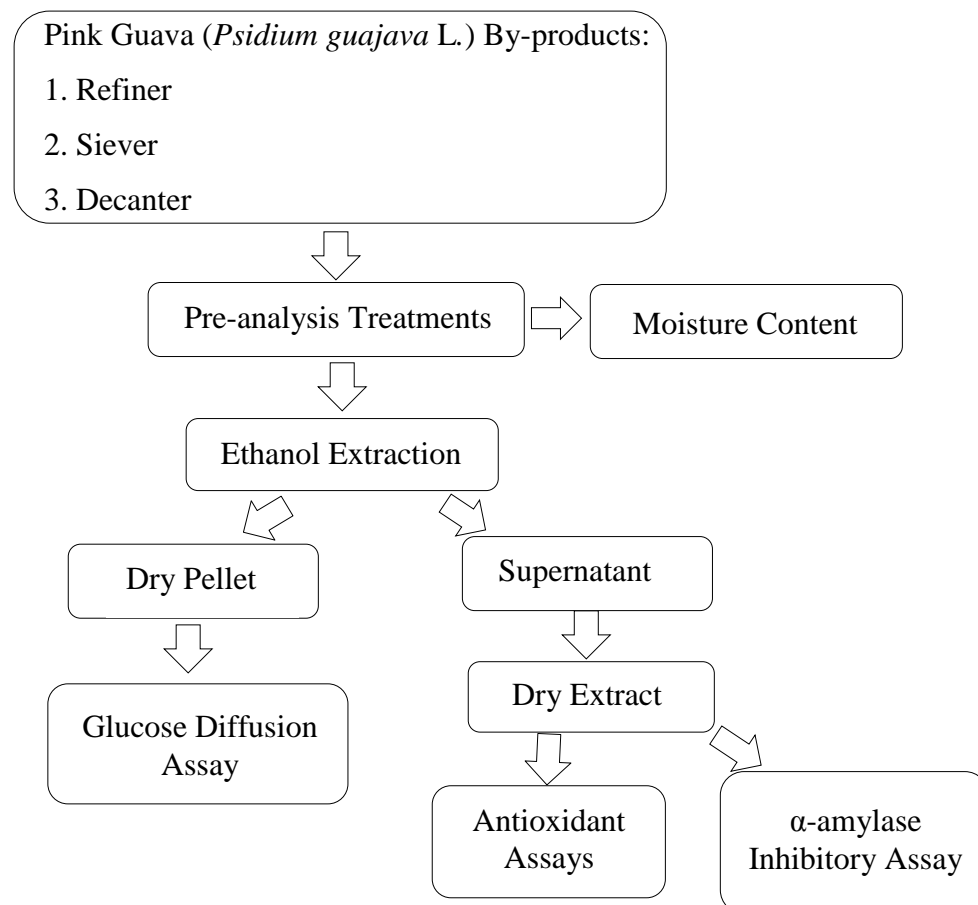 Pink Guava (Psidium guajava L.) By-products:
1. Refiner
2. Siever
3. Decanter
Pre-analysis Treatments
Moisture Content
Ethanol Extraction
Dry Pellet
Supernatant
Glucose Diffusion
Assay
Dry Extract
Antioxidant
Assays
α-amylase
Inhibitory Assay